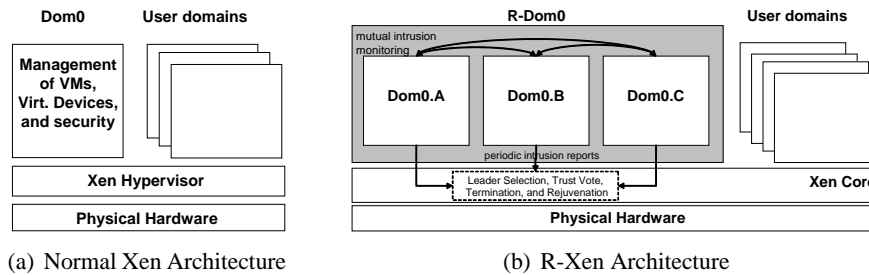 Dom0
User domains
Management
of VMs,
Virt. Devices,
and security
Xen Hypervisor
Physical Hardware
(a) Normal Xen Architecture
R-Dom0
User domains
mutual intrusion
monitoring
Dom0.A
Dom0.B
Dom0.C
periodic intrusion reports
Leader Selection, Trust Vote,
Termination, and Rejuvenation
Xen Core
Physical Hardware
(b) R-Xen Architecture